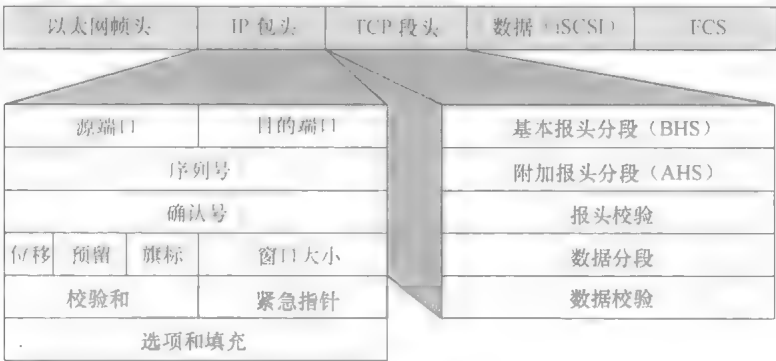 以太网帧头 IP 包头 TCP 段头 数据（iSCSI） FCS
源端口 目的端口
序列号
确认号
位移 预留 旗标 窗口大小
校验和 紧急指针
选项和填充
基本报头分段（BHS）
附加报头分段（AHS）
报头校验
数据分段
数据校验